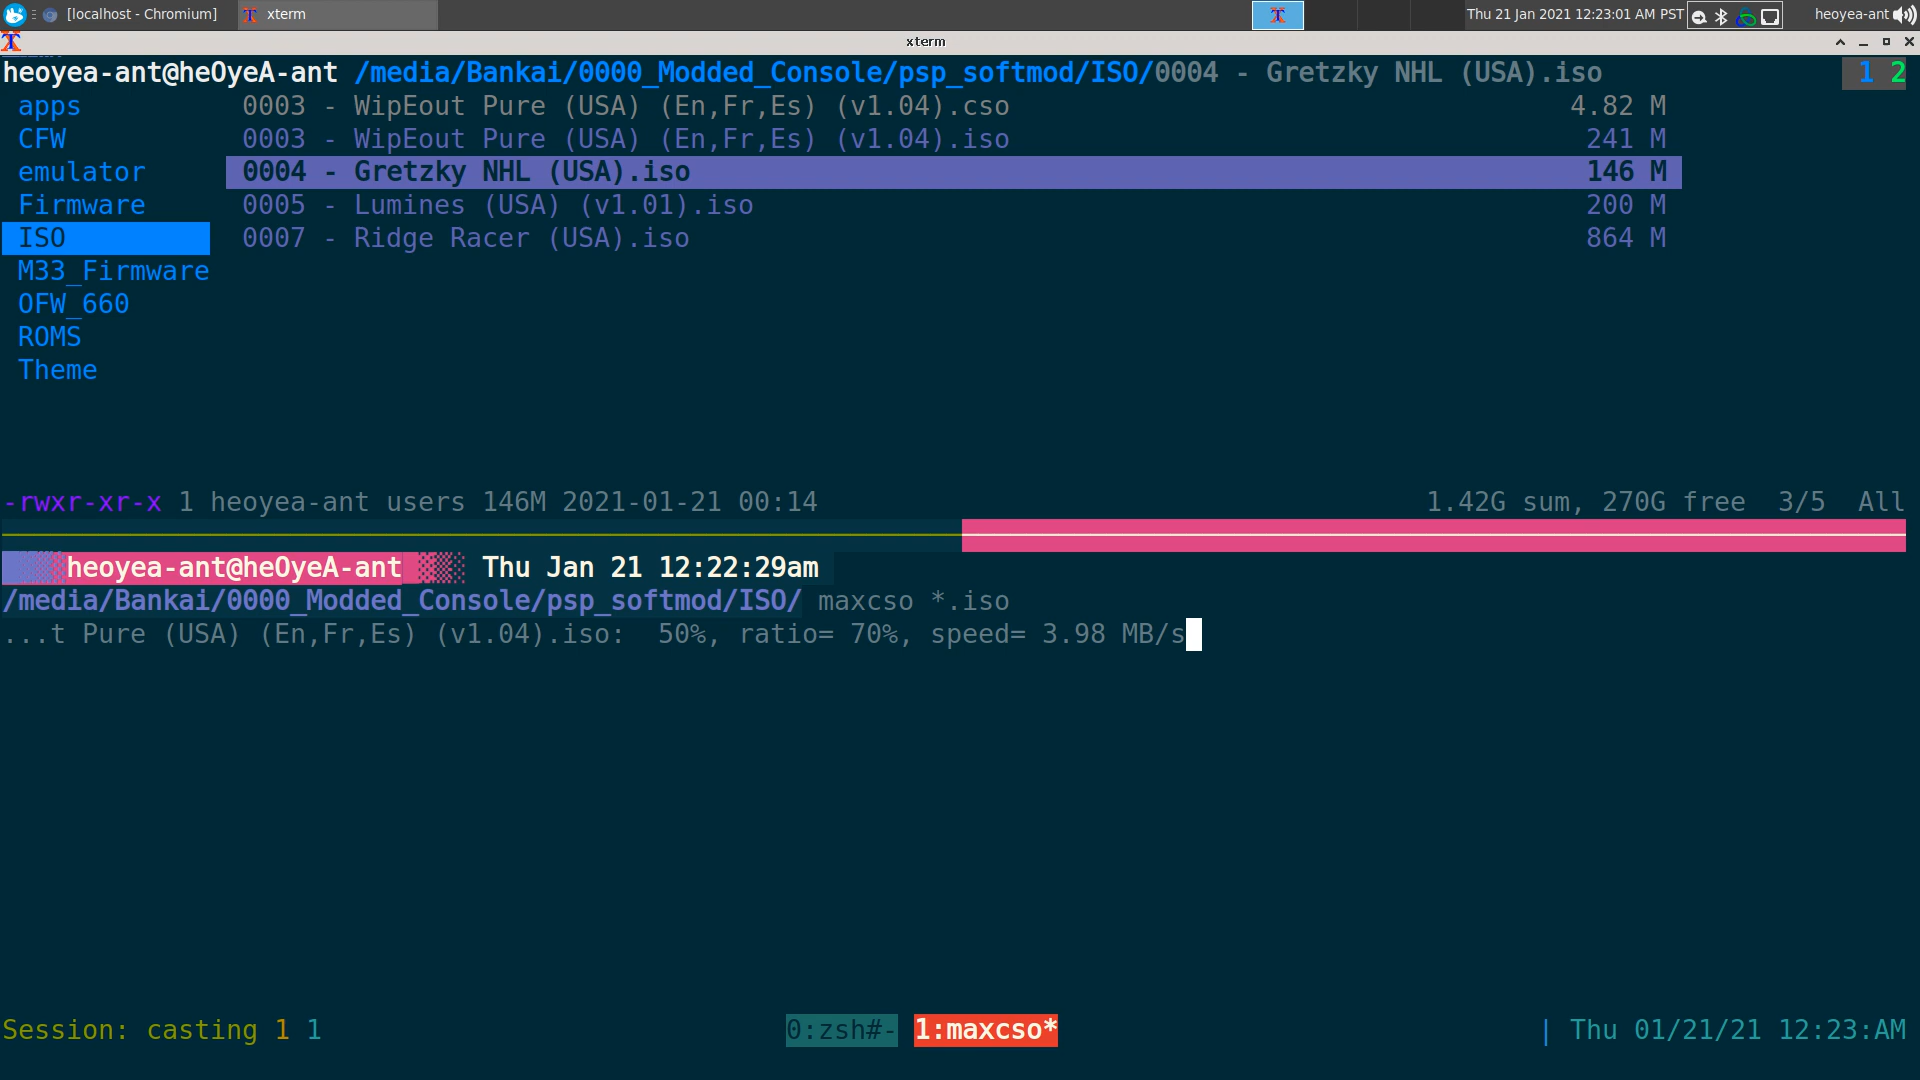 [localhost - Chromium] xterm Thu 21 Jan 2021 12:23:01 AM PST heoyea-ant
xterm
heoyea-ant@heOyeA-ant /media/Bankai/0000_Modded_Console/psp_softmod/ISO/0004 - Gretzky NHL (USA).iso 1 2
apps 0003 - WipEout Pure (USA) (En,Fr,Es) (v1.04).cso 4.82 M
CFW 0003 - WipEout Pure (USA) (En,Fr,Es) (v1.04).iso 241 M
emulator 0004 - Gretzky NHL (USA).iso 146 M
Firmware 0005 - Lumines (USA) (v1.01).iso 200 M
ISO 0007 - Ridge Racer (USA).iso 864 M
M33_Firmware
OFW_660
ROMS
Theme
-rwxr-xr-x 1 heoyea-ant users 146M 2021-01-21 00:14 1.42G sum, 270G free 3/5 All
heoyea-ant@heOyeA-ant Thu Jan 21 12:22:29am
/media/Bankai/0000_Modded_Console/psp_softmod/ISO/ maxcso *.iso
...t Pure (USA) (En,Fr,Es) (v1.04).iso: 50%, ratio= 70%, speed= 3.98 MB/s
Session: casting 1 1 0:zsh#- 1:maxcso* | Thu 01/21/21 12:23:AM